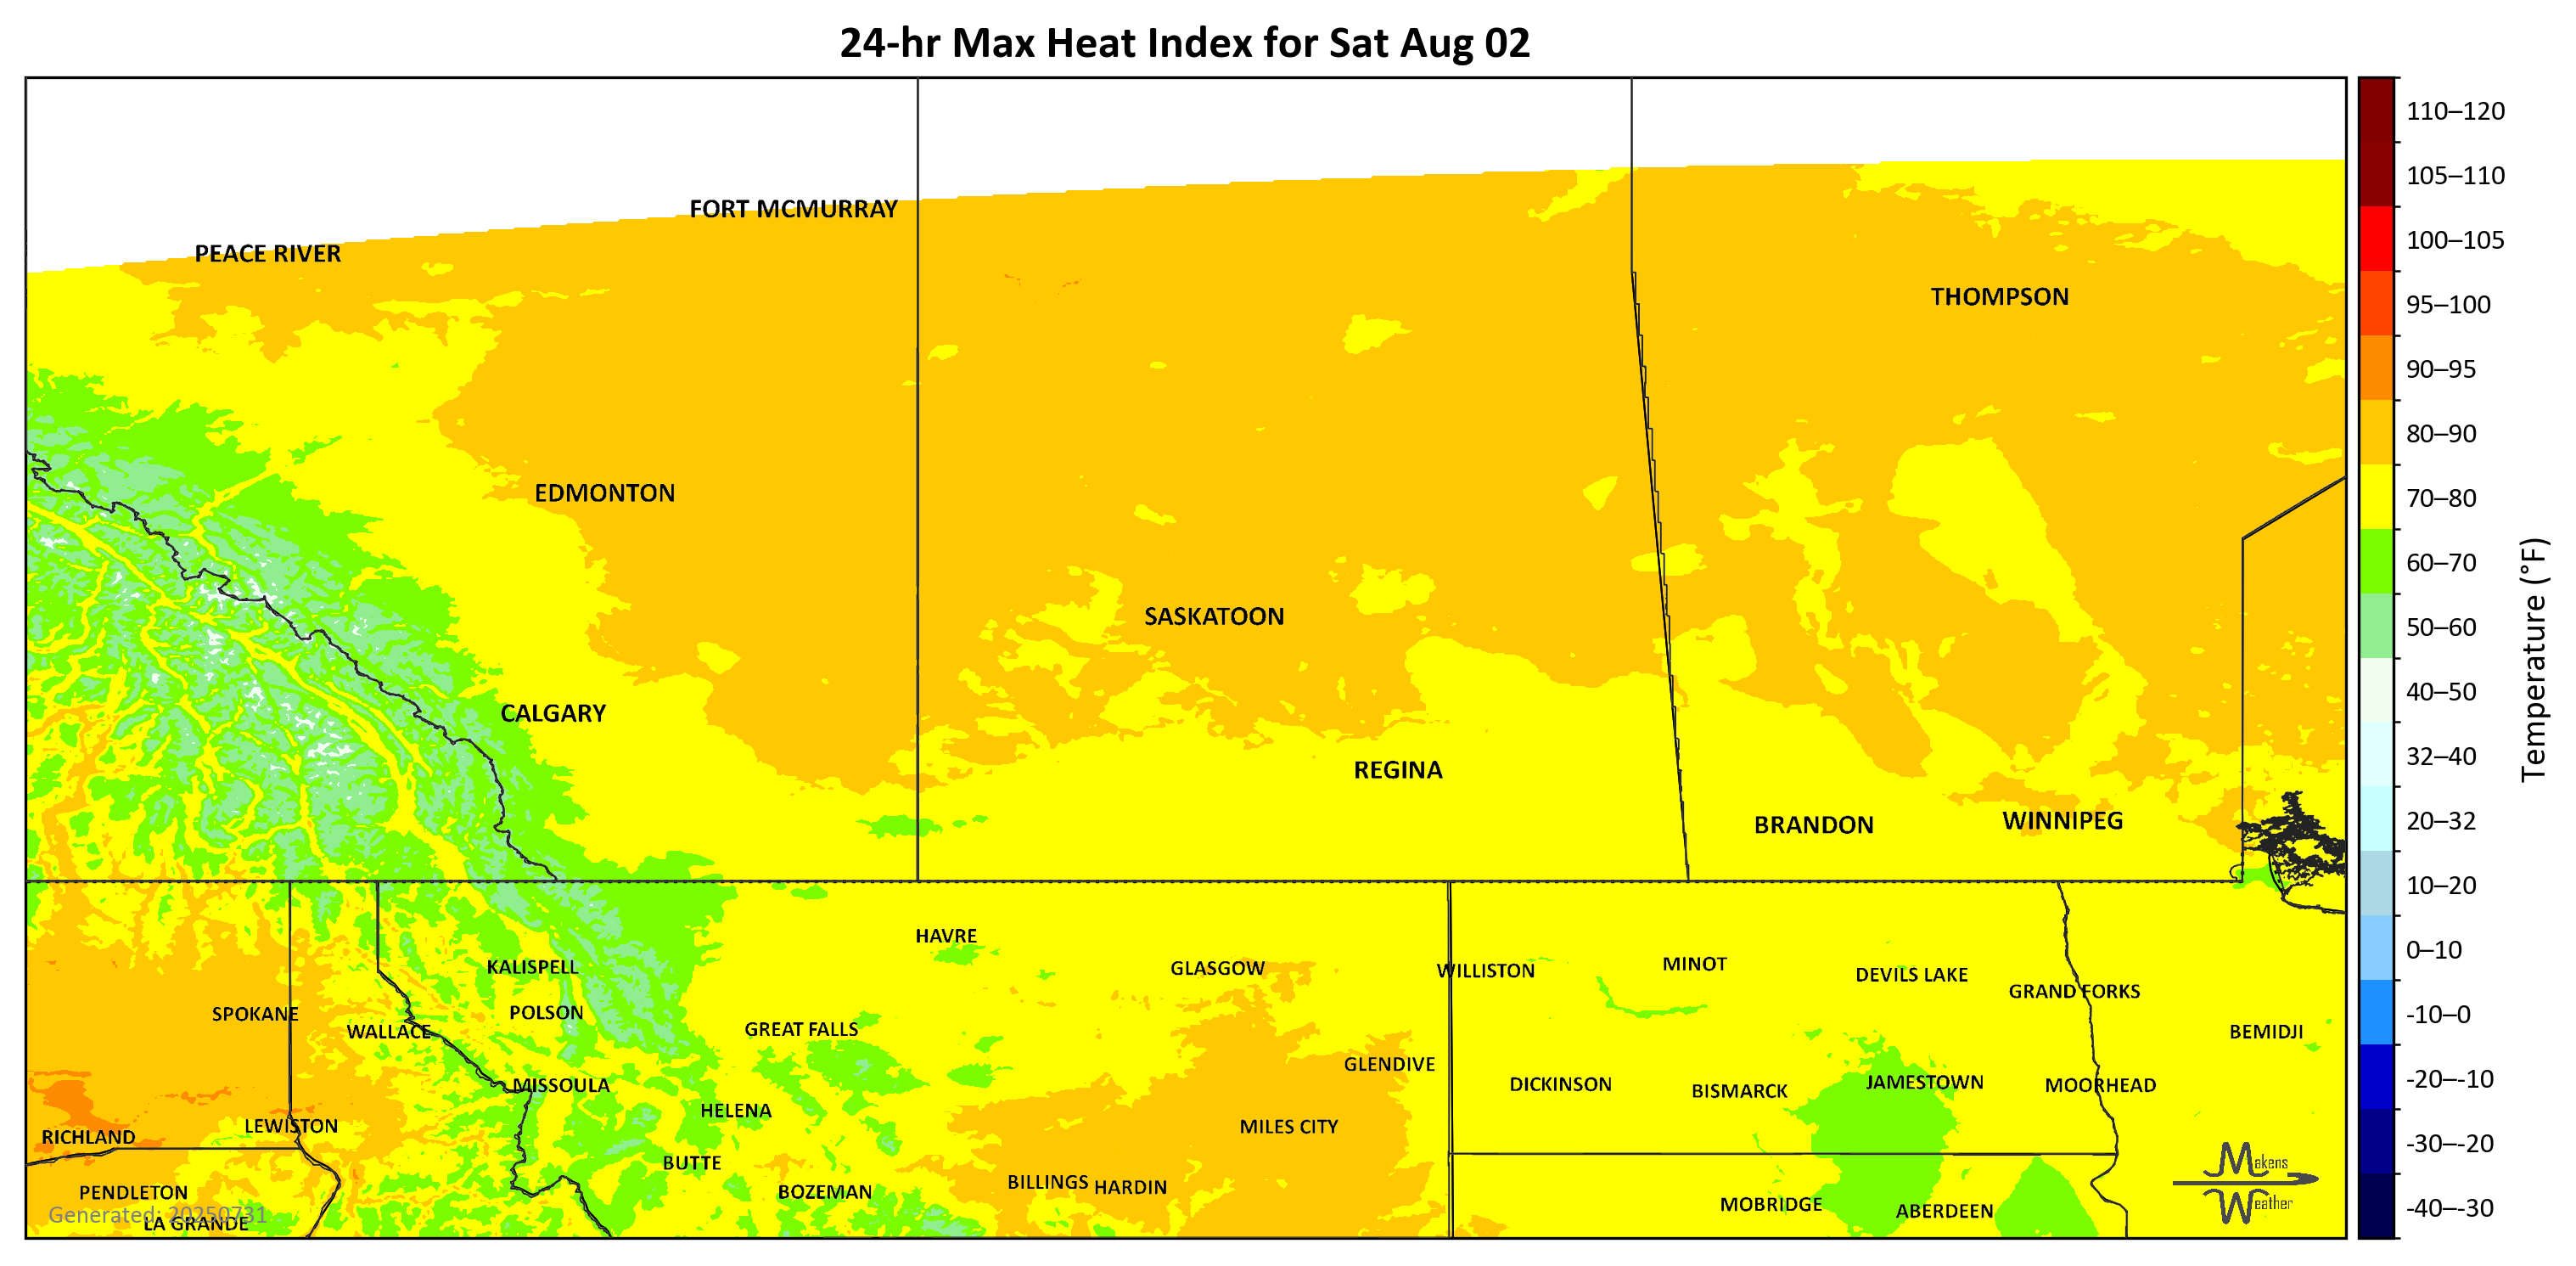 24-hr Max Heat Index for Sat Aug 02
FORT MCMURRAY
PEACE RIVER
THOMPSON
EDMONTON
SASKATOON
CALGARY
REGINA
BRANDON
WINNIPEG
HAVRE
KALISPELL
GLASGOW
WILLISTON
MINOT
DEVILS LAKE
GRAND FORKS
SPOKANE
POLSON
WALLACE
GREAT FALLS
BEMIDJI
GLENDIVE
MISSOULA
DICKINSON
BISMARCK
JAMESTOWN
MOORHEAD
HELENA
LEWISTON
MILES CITY
RICHLAND
BUTTE
BILLINGS
HARDIN
PENDLETON
BOZEMAN
MOBRIDGE
ABERDEEN
Generated: 20250731
LA GRANDE
Makens
Weather
110–120
105–110
100–105
95–100
90–95
80–90
70–80
60–70
50–60
40–50
32–40
20–32
10–20
0–10
-10–0
-20–-10
-30–-20
-40–-30
Temperature (°F)